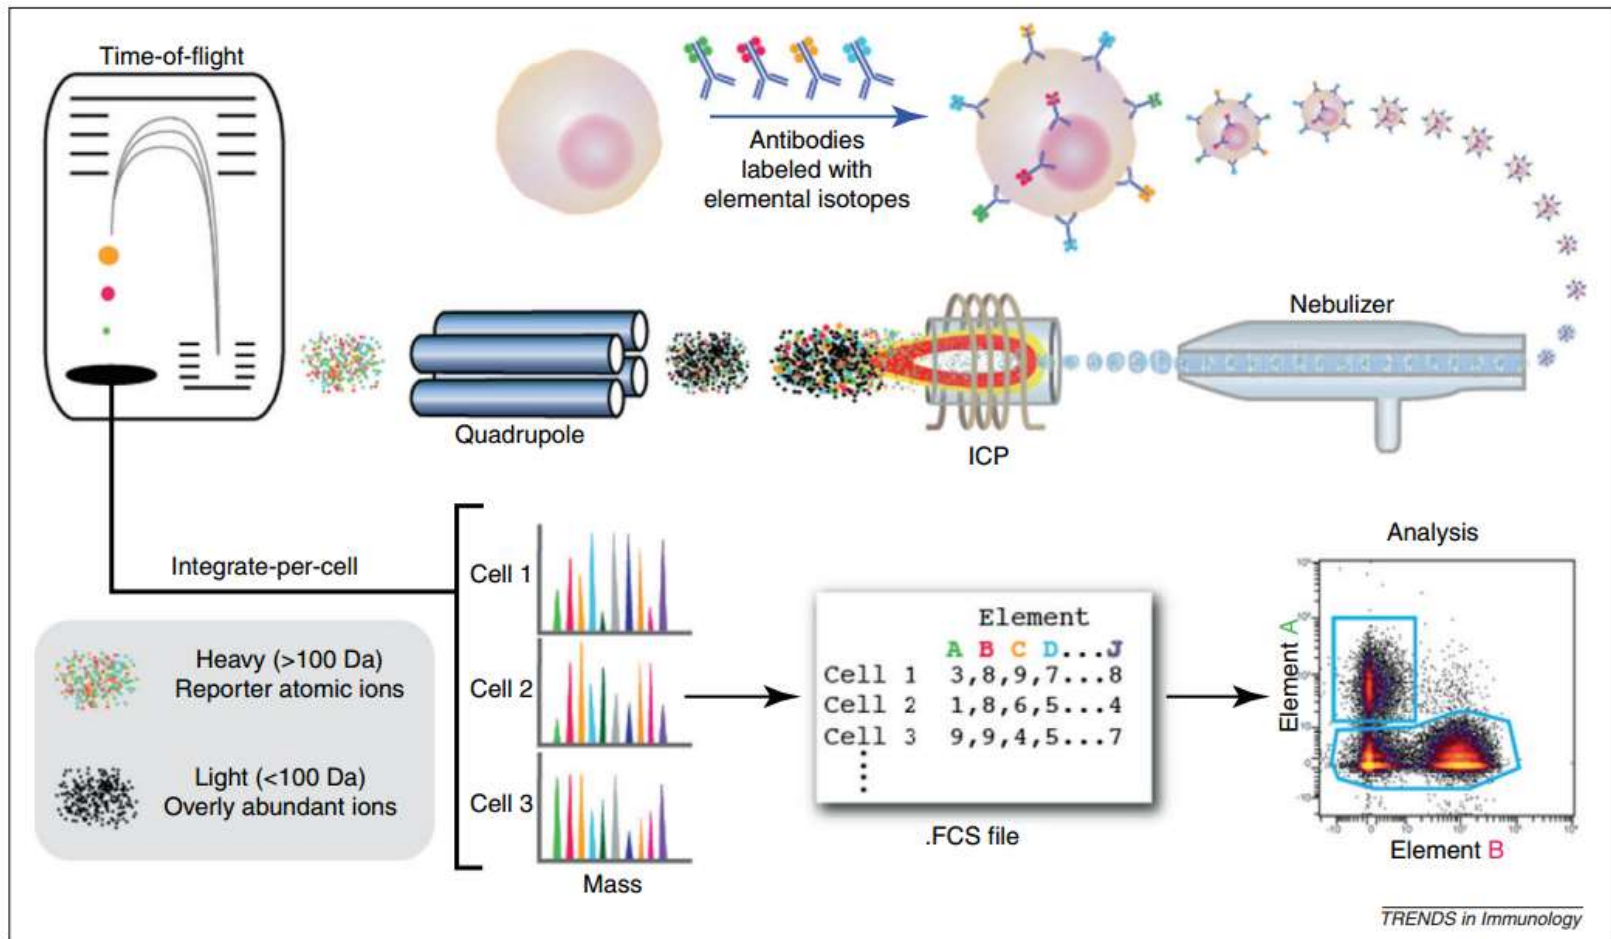 Time-of-flight
Antibodies
labeled with
elemental isotopes
Nebulizer
Quadrupole
ICP
Integrate-per-cell
Heavy (>100 Da)
Reporter atomic ions
Light (<100 Da)
Overly abundant ions
Cell 1
Cell 2
Cell 3
Mass
Element
A B C D....J
Cell 1 3,8,9,7...8
Cell 2 1,8,6,5...4
Cell 3 9,9,4,5...7
.FCS file
Analysis
Element A
Element B
TRENDS in Immunology